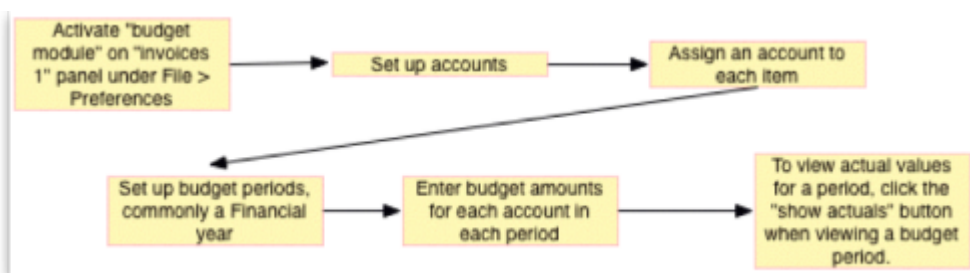 Activate "budget
module" on "invoices
1" panel under File >
Preferences
Set up accounts
Assign an account to
each item
Set up budget periods,
commonly a Financial
year
Enter budget amounts
for each account in
each period
To view actual values
for a period, click the
"show actuals" button
when viewing a budget
period.